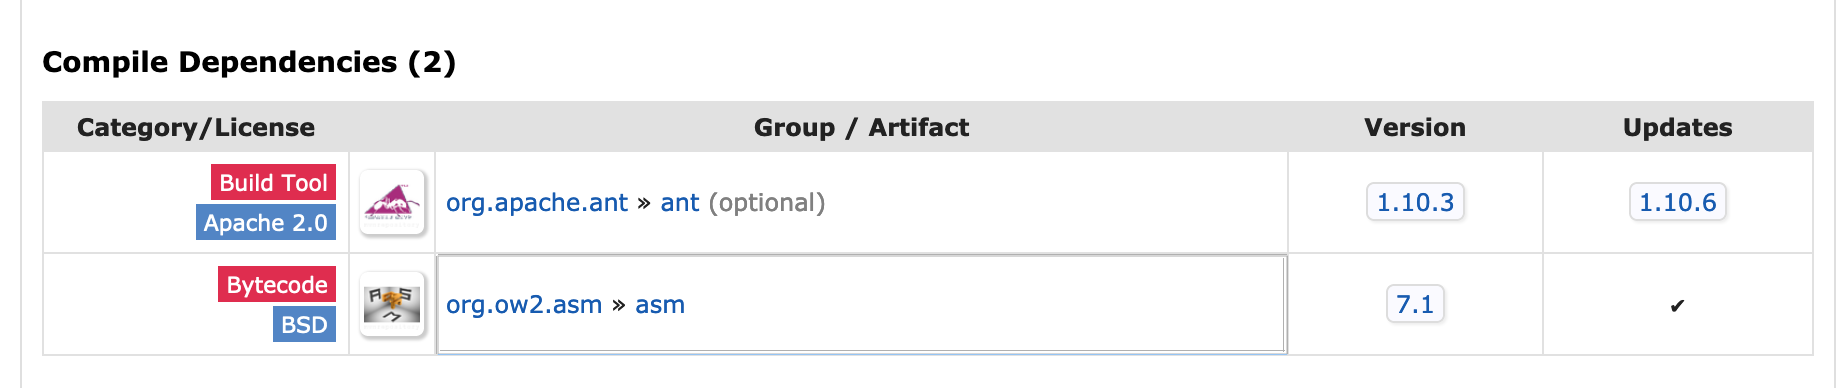 Compile Dependencies (2)
Category/License Group / Artifact Version Updates
Build Tool
Apache 2.0
org.apache.ant » ant (optional) 1.10.3 1.10.6
Bytecode
BSD
org.ow2.asm » asm 7.1 ✔